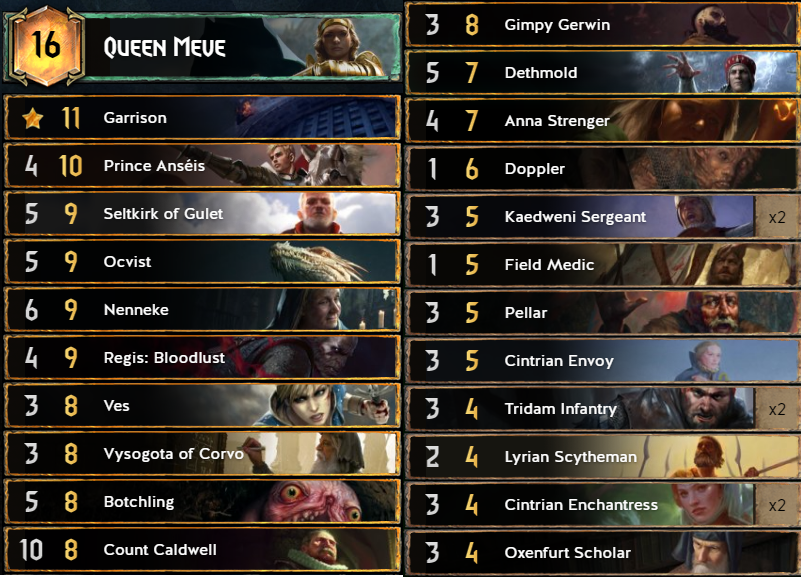 16 QUEEN MEVE
11 Garrison
4 10 Prince Anséis
5 9 Seltkirk of Gulet
5 9 Ocvist
6 9 Nenneke
4 9 Regis: Bloodlust
3 8 Ves
3 8 Vysogota of Corvo
5 8 Botchling
10 8 Count Caldwell
3 8 Gimpy Gerwin
5 7 Dethmold
4 7 Anna Strenger
1 6 Doppler
3 5 Kaedweni Sergeant x2
1 5 Field Medic
3 5 Pellar
3 5 Cintrian Envoy
3 4 Tridam Infantry x2
2 4 Lyrian Scytheman
3 4 Cintrian Enchantress x2
3 4 Oxenfurt Scholar